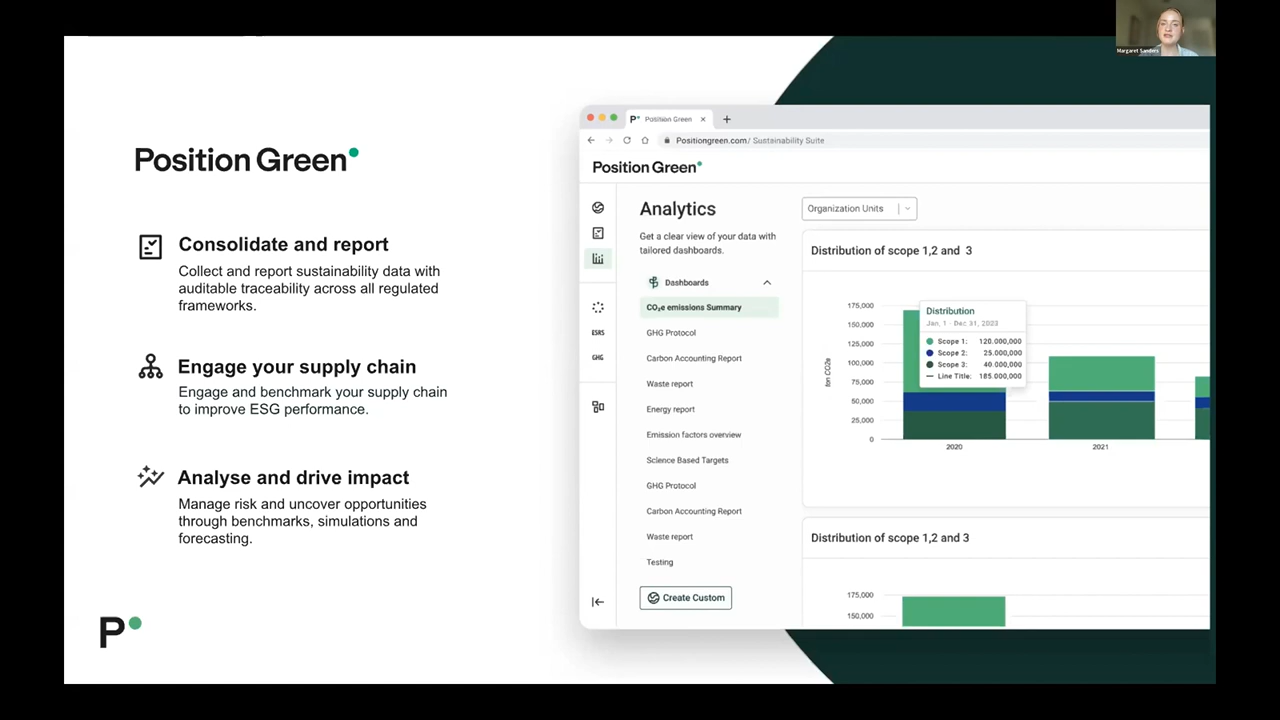 Margaret Sanders
Position Green
Consolidate and report
Collect and report sustainability data with
auditable traceability across all regulated
frameworks.
Engage your supply chain
Engage and benchmark your supply chain
to improve ESG performance.
Analyse and drive impact
Manage risk and uncover opportunities
through benchmarks, simulations and
forecasting.
P
P Position Green
Positiongreen.com/ Sustainability Suite
Position Green
ESRS
GHG
Analytics
Get a clear view of your data with
tailored dashboards.
Dashboards
CO₂e emissions Summary
GHG Protocol
Carbon Accounting Report
Waste report
Energy report
Emission factors overview
Science Based Targets
GHG Protocol
Carbon Accounting Report
Waste report
Testing
Create Custom
Organization Units
Distribution of scope 1,2 and 3
175,000
150,000
125,000
100,000
75,000
50,000
25,000
0
ton CO2e
2020
2021
Distribution
Jan, 1 - Dec 31, 2023
Scope 1: 120.000,000
Scope 2: 25.000,000
Scope 3: 40.000,000
Line Title: 185.000,000
Distribution of scope 1,2 and 3
175,000
150,000